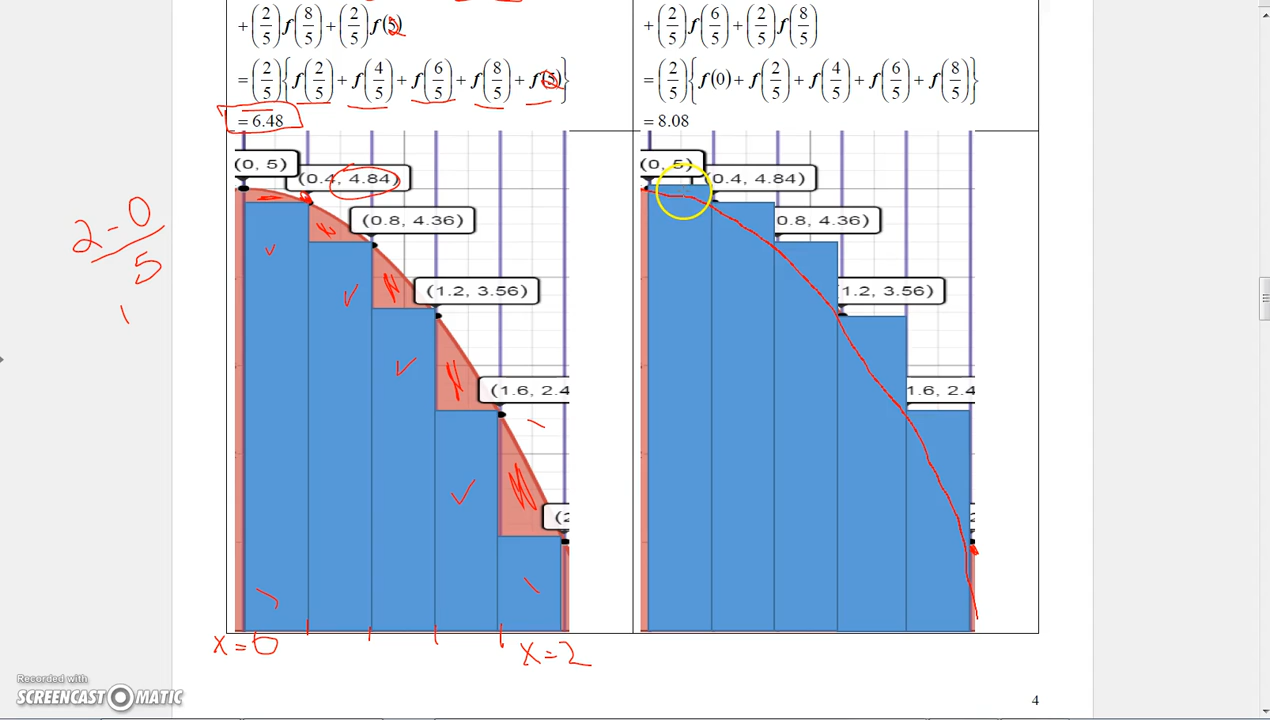 + (2/5) f(8/5) + (2/5) f(2)
= (2/5) { f(2/5) + f(4/5) + f(6/5) + f(8/5) + f(2) }
= 6.48
(0, 5)
(0.4, 4.84)
(0.8, 4.36)
(1.2, 3.56)
(1.6, 2.4
(2
2 - 0
5
x = 0
x = 2
+ (2/5) f(6/5) + (2/5) f(8/5)
= (2/5) { f(0) + f(2/5) + f(4/5) + f(6/5) + f(8/5) }
= 8.08
(0, 5)
(0.4, 4.84)
0.8, 4.36)
1.2, 3.56)
1.6, 2.4
(2
4
Recorded with
SCREENCAST MATIC